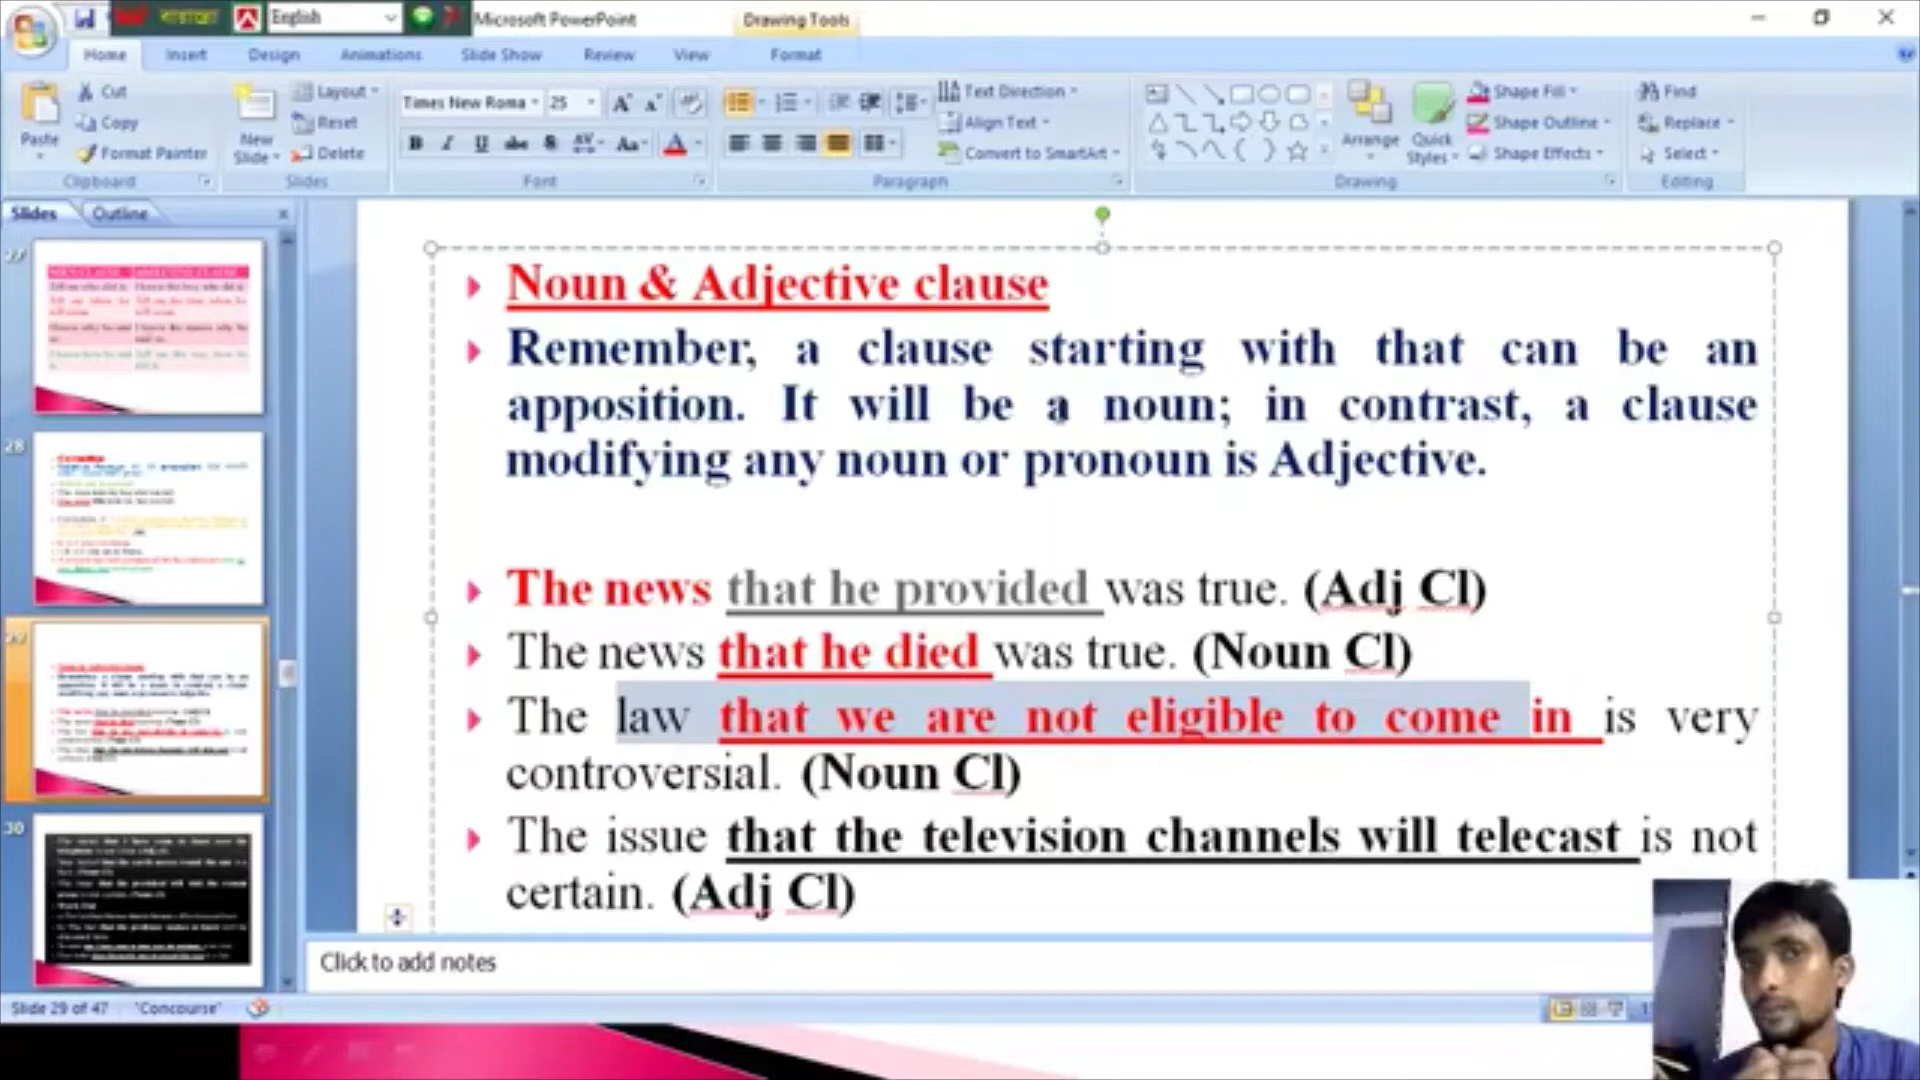 English
Microsoft PowerPoint
Drawing Tools
Home Insert Design Animations Slide Show Review View Format
Cut
Copy
Format Painter
Paste
Clipboard
New Slide
Layout
Reset
Delete
Slides
Times New Roma 25
Font
Text Direction
Align Text
Convert to SmartArt
Paragraph
Arrange
Quick Styles
Shape Fill
Shape Outline
Shape Effects
Drawing
Find
Replace
Select
Editing
Slides Outline
27
28
29
30
Noun & Adjective clause
Remember, a clause starting with that can be an
apposition. It will be a noun; in contrast, a clause
modifying any noun or pronoun is Adjective.
The news that he provided was true. (Adj Cl)
The news that he died was true. (Noun Cl)
The law that we are not eligible to come in is very
controversial. (Noun Cl)
The issue that the television channels will telecast is not
certain. (Adj Cl)
Click to add notes
Slide 29 of 47 "Concourse"